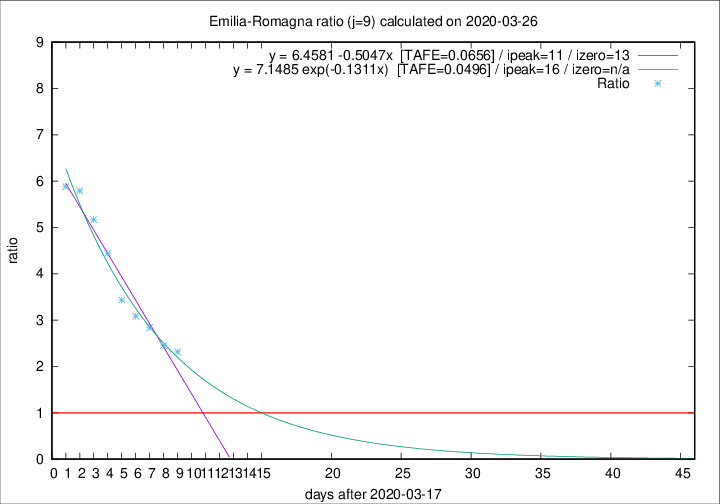 Emilia-Romagna ratio (j=9) calculated on 2020-03-26
y = 6.4581 -0.5047x [TAFE=0.0656] / ipeak=11 / izero=13
y = 7.1485 exp(-0.1311x) [TAFE=0.0496] / ipeak=16 / izero=n/a
Ratio
9
8
7
6
5
4
3
2
1
0
ratio
0 1 2 3 4 5 6 7 8 9 10 11 12 13 14 15 20 25 30 35 40 45
days after 2020-03-17